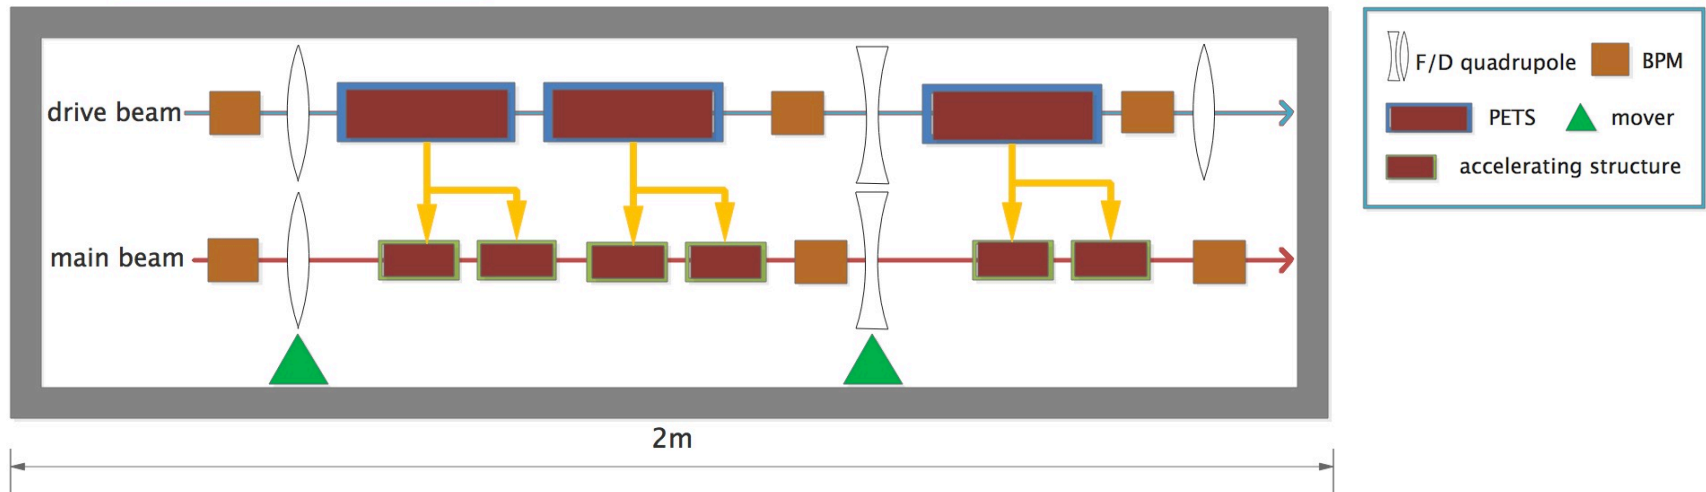 drive beam
main beam
2m
F/D quadrupole
BPM
PETS
mover
accelerating structure